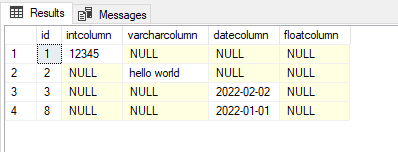 Results Messages
id intcolumn varcharcolumn datecolumn floatcolumn
1 1 12345 NULL NULL NULL
2 2 NULL hello world NULL NULL
3 3 NULL NULL 2022-02-02 NULL
4 8 NULL NULL 2022-01-01 NULL